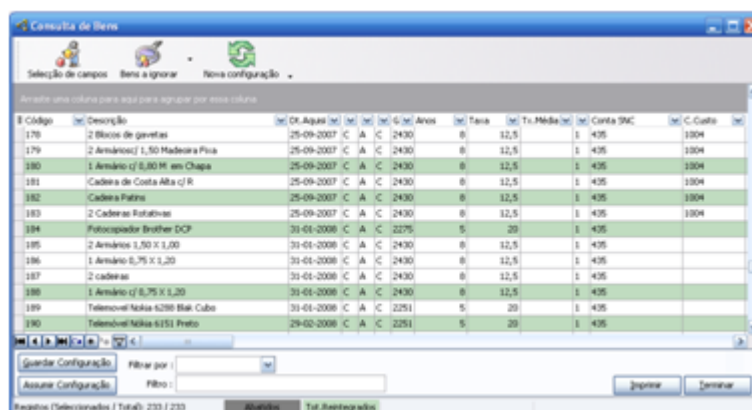 Consulta de Bens
Selecção de campos Bens a ignorar Nova configuração
Arraste uma coluna para aqui para agrupar por essa coluna
Código Descrição Dt.Aquisi G Anos Taxa Tx.Média Conta SNC C.Custo
178 2 Blocos de gavetas 25-09-2007 C A C 2430 8 12,5 1 435 1004
179 2 Armários c/ 1,50 Madeira Fixa 25-09-2007 C A C 2430 8 12,5 1 435 1004
180 1 Armário c/ 0,80 M em Chapa 25-09-2007 C A C 2430 8 12,5 1 435 1004
181 Cadeira de Costa Alta c/ R 25-09-2007 C A C 2430 8 12,5 1 435 1004
182 Cadeira Patins 25-09-2007 C A C 2430 8 12,5 1 435 1004
183 2 Cadeiras Rotativas 25-09-2007 C A C 2430 8 12,5 1 435 1004
184 Fotocopiador Brother DCP 31-01-2008 C A C 2275 5 20 1 435
185 2 Armários 1,50 X 1,00 31-01-2008 C A C 2430 8 12,5 1 435
186 1 Armário 0,75 X 1,20 31-01-2008 C A C 2430 8 12,5 1 435
187 2 cadeiras 31-01-2008 C A C 2430 8 12,5 1 435
188 1 Armário c/ 0,75 X 1,20 31-01-2008 C A C 2430 8 12,5 1 435
189 Telemovel Nokia 6288 Blak Cubo 31-01-2008 C A C 2251 5 20 1 435
190 Telemóvel Nokia 6151 Preto 29-02-2008 C A C 2251 5 20 1 435
Guardar Configuração Filtrar por :
Assumir Configuração Filtro : Imprimir Terminar
Registos (Seleccionados / Total): 233 / 233 Abatidos Tot.Reintegrados